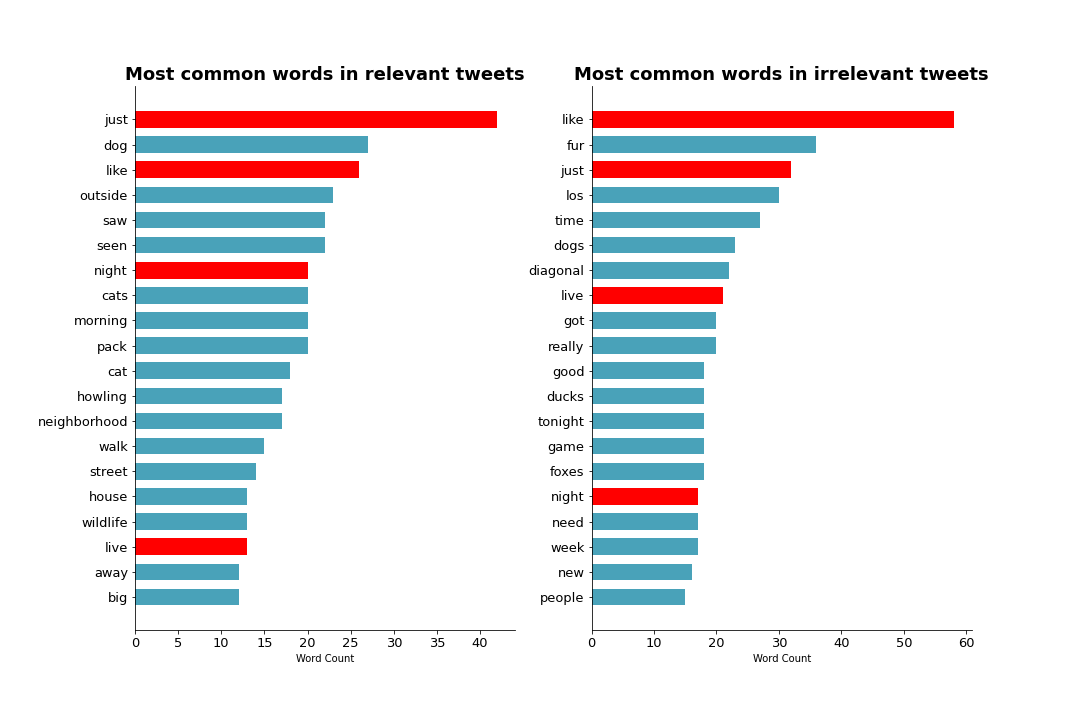 Most common words in relevant tweets
just
dog
like
outside
saw
seen
night
cats
morning
pack
cat
howling
neighborhood
walk
street
house
wildlife
live
away
big
0 5 10 15 20 25 30 35 40
Word Count
Most common words in irrelevant tweets
like
fur
just
los
time
dogs
diagonal
live
got
really
good
ducks
tonight
game
foxes
night
need
week
new
people
0 10 20 30 40 50 60
Word Count